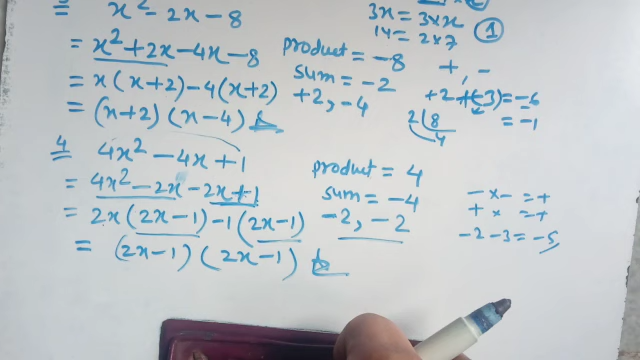 x² - 2x - 8
= x² + 2x - 4x - 8
= x(x+2) - 4(x+2)
= (x+2) (x-4)
product = -8
sum = -2
+2, -4
3x = 3×x
14 = 2×7
1
+, -
+2 +(-3) = -6
= -1
2 8
4
4
4x² - 4x + 1
= 4x² - 2x - 2x + 1
= 2x(2x-1) - 1(2x-1)
= (2x-1) (2x-1)
product = 4
sum = -4
-2, -2
- × - = +
+ × = +
-2 - 3 = -5